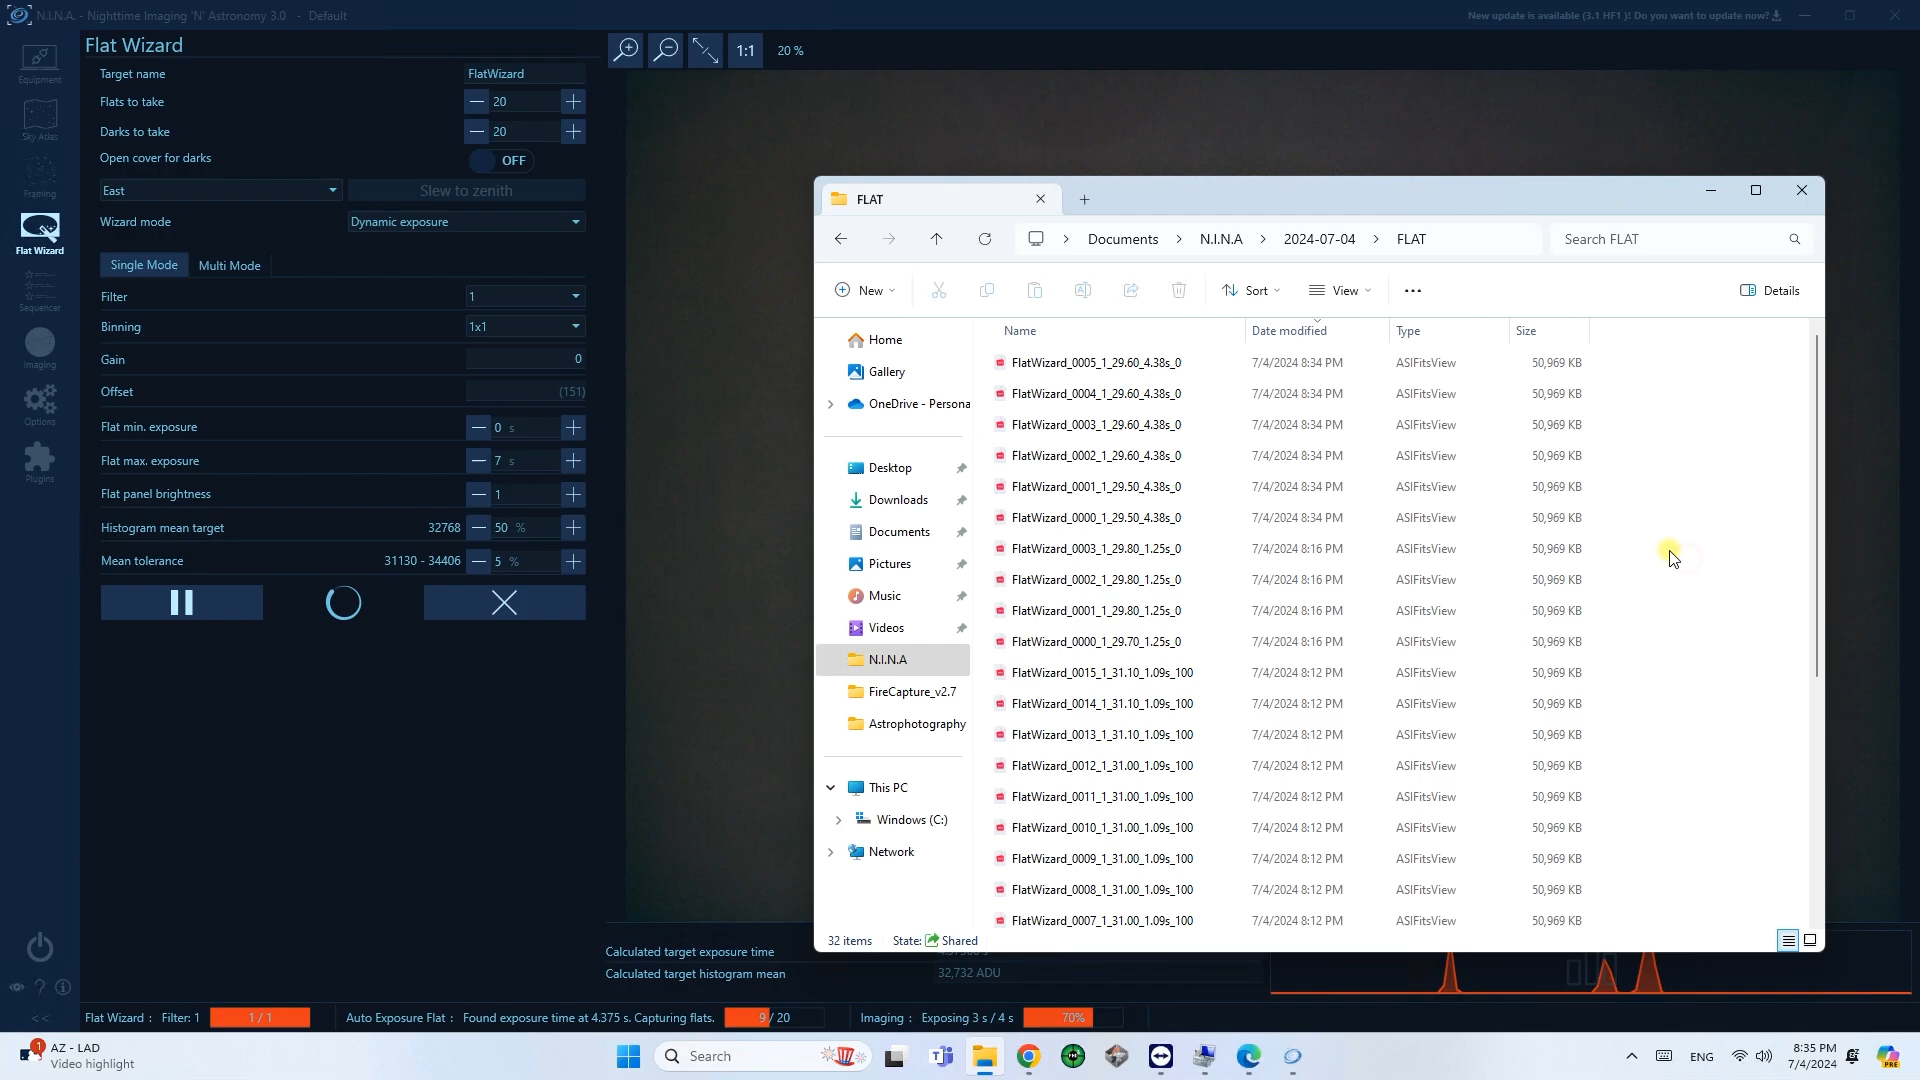 N.I.N.A. - Nighttime Imaging 'N' Astronomy 3.0 - Default
New update is available (3.1 HF1 )! Do you want to update now?
Equipment
Sky Atlas
Framing
Flat Wizard
Sequencer
Imaging
Options
Plugins
<<
Flat Wizard
Target name FlatWizard
Flats to take 20
Darks to take 20
Open cover for darks OFF
East Slew to zenith
Wizard mode Dynamic exposure
Single Mode Multi Mode
Filter 1
Binning 1x1
Gain 0
Offset (151)
Flat min. exposure 0 s
Flat max. exposure 7 s
Flat panel brightness 1
Histogram mean target 32768 50 %
Mean tolerance 31130 - 34406 5 %
1:1 20 %
FLAT
Documents > N.I.N.A > 2024-07-04 > FLAT
Search FLAT
New Sort View Details
Home
Gallery
OneDrive - Persona
Desktop
Downloads
Documents
Pictures
Music
Videos
N.I.N.A
FireCapture_v2.7
Astrophotography
This PC
Windows (C:)
Network
Name Date modified Type Size
FlatWizard_0005_1_29.60_4.38s_0 7/4/2024 8:34 PM ASIFitsView 50,969 KB
FlatWizard_0004_1_29.60_4.38s_0 7/4/2024 8:34 PM ASIFitsView 50,969 KB
FlatWizard_0003_1_29.60_4.38s_0 7/4/2024 8:34 PM ASIFitsView 50,969 KB
FlatWizard_0002_1_29.60_4.38s_0 7/4/2024 8:34 PM ASIFitsView 50,969 KB
FlatWizard_0001_1_29.50_4.38s_0 7/4/2024 8:34 PM ASIFitsView 50,969 KB
FlatWizard_0000_1_29.50_4.38s_0 7/4/2024 8:34 PM ASIFitsView 50,969 KB
FlatWizard_0003_1_29.80_1.25s_0 7/4/2024 8:16 PM ASIFitsView 50,969 KB
FlatWizard_0002_1_29.80_1.25s_0 7/4/2024 8:16 PM ASIFitsView 50,969 KB
FlatWizard_0001_1_29.80_1.25s_0 7/4/2024 8:16 PM ASIFitsView 50,969 KB
FlatWizard_0000_1_29.70_1.25s_0 7/4/2024 8:16 PM ASIFitsView 50,969 KB
FlatWizard_0015_1_31.10_1.09s_100 7/4/2024 8:12 PM ASIFitsView 50,969 KB
FlatWizard_0014_1_31.10_1.09s_100 7/4/2024 8:12 PM ASIFitsView 50,969 KB
FlatWizard_0013_1_31.10_1.09s_100 7/4/2024 8:12 PM ASIFitsView 50,969 KB
FlatWizard_0012_1_31.00_1.09s_100 7/4/2024 8:12 PM ASIFitsView 50,969 KB
FlatWizard_0011_1_31.00_1.09s_100 7/4/2024 8:12 PM ASIFitsView 50,969 KB
FlatWizard_0010_1_31.00_1.09s_100 7/4/2024 8:12 PM ASIFitsView 50,969 KB
FlatWizard_0009_1_31.00_1.09s_100 7/4/2024 8:12 PM ASIFitsView 50,969 KB
FlatWizard_0008_1_31.00_1.09s_100 7/4/2024 8:12 PM ASIFitsView 50,969 KB
FlatWizard_0007_1_31.00_1.09s_100 7/4/2024 8:12 PM ASIFitsView 50,969 KB
32 items State: Shared
Calculated target exposure time
Calculated target histogram mean 32,732 ADU
Flat Wizard : Filter: 1 1 / 1 Auto Exposure Flat : Found exposure time at 4.375 s. Capturing flats. 9 / 20 Imaging : Exposing 3 s / 4 s 70%
1 AZ - LAD
Video highlight
Search
ENG
8:35 PM
7/4/2024
PRE